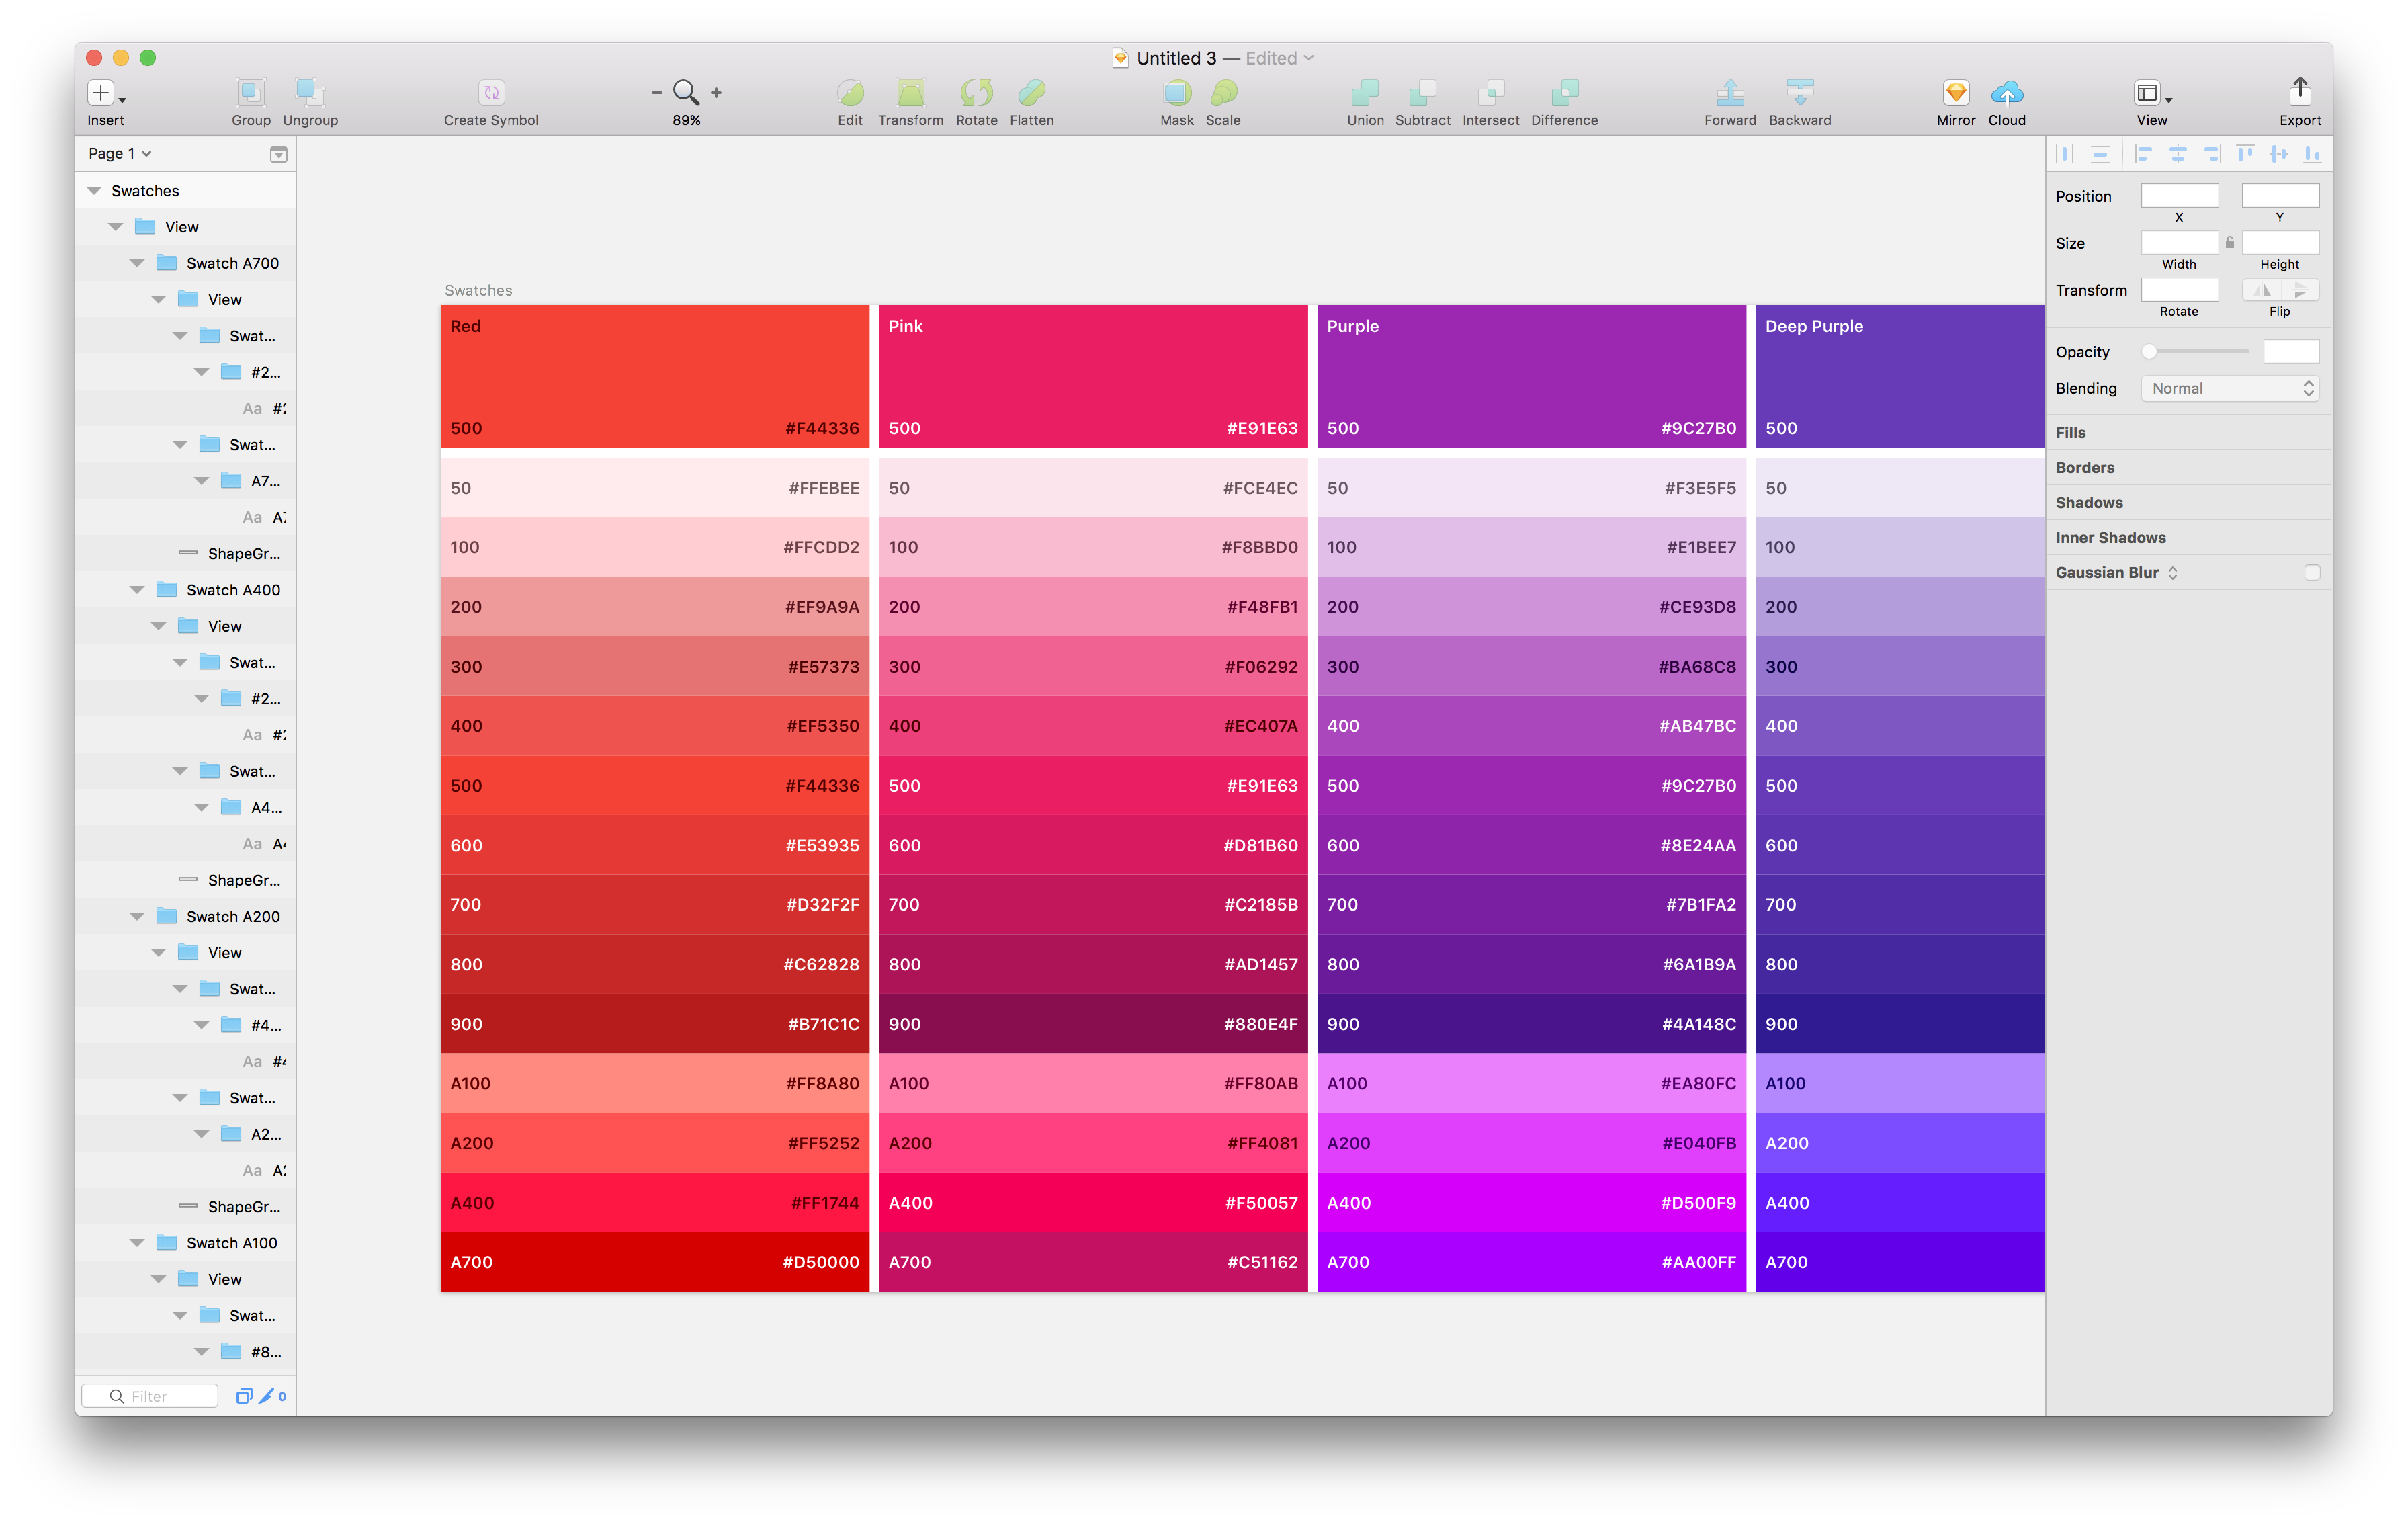 Untitled 3 — Edited
Insert
Group
Ungroup
Create Symbol
89%
Edit
Transform
Rotate
Flatten
Mask
Scale
Union
Subtract
Intersect
Difference
Forward
Backward
Mirror
Cloud
View
Export
Page 1
Swatches
View
Swatch A700
View
Swat...
#2...
Aa
Swat...
A7...
Aa
ShapeGr...
Swatch A400
View
Swat...
#2...
Aa
Swat...
A4...
Aa
ShapeGr...
Swatch A200
View
Swat...
#4...
Aa
Swat...
A2...
Aa
ShapeGr...
Swatch A100
View
Swat...
#8...
Filter
0
Swatches
Red
500 #F44336
50 #FFEBEE
100 #FFCDD2
200 #EF9A9A
300 #E57373
400 #EF5350
500 #F44336
600 #E53935
700 #D32F2F
800 #C62828
900 #B71C1C
A100 #FF8A80
A200 #FF5252
A400 #FF1744
A700 #D50000
Pink
500 #E91E63
50 #FCE4EC
100 #F8BBD0
200 #F48FB1
300 #F06292
400 #EC407A
500 #E91E63
600 #D81B60
700 #C2185B
800 #AD1457
900 #880E4F
A100 #FF80AB
A200 #FF4081
A400 #F50057
A700 #C51162
Purple
500 #9C27B0
50 #F3E5F5
100 #E1BEE7
200 #CE93D8
300 #BA68C8
400 #AB47BC
500 #9C27B0
600 #8E24AA
700 #7B1FA2
800 #6A1B9A
900 #4A148C
A100 #EA80FC
A200 #E040FB
A400 #D500F9
A700 #AA00FF
Deep Purple
500
50
100
200
300
400
500
600
700
800
900
A100
A200
A400
A700
Position
X
Y
Size
Width
Height
Transform
Rotate
Flip
Opacity
Blending Normal
Fills
Borders
Shadows
Inner Shadows
Gaussian Blur